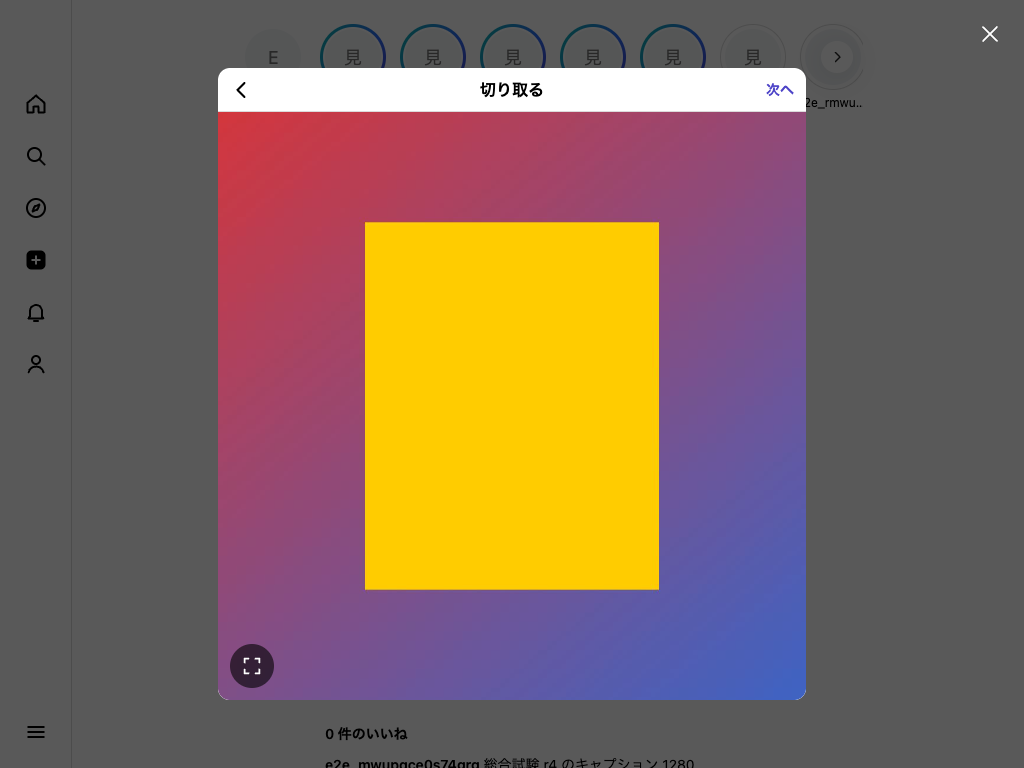 E 見 見 見 見 見 見
切り取る 次へ
2e_rmwu..
0 件のいいね
e2e_mwupqce0s74grg 総合試験 r4 のキャプション 1280